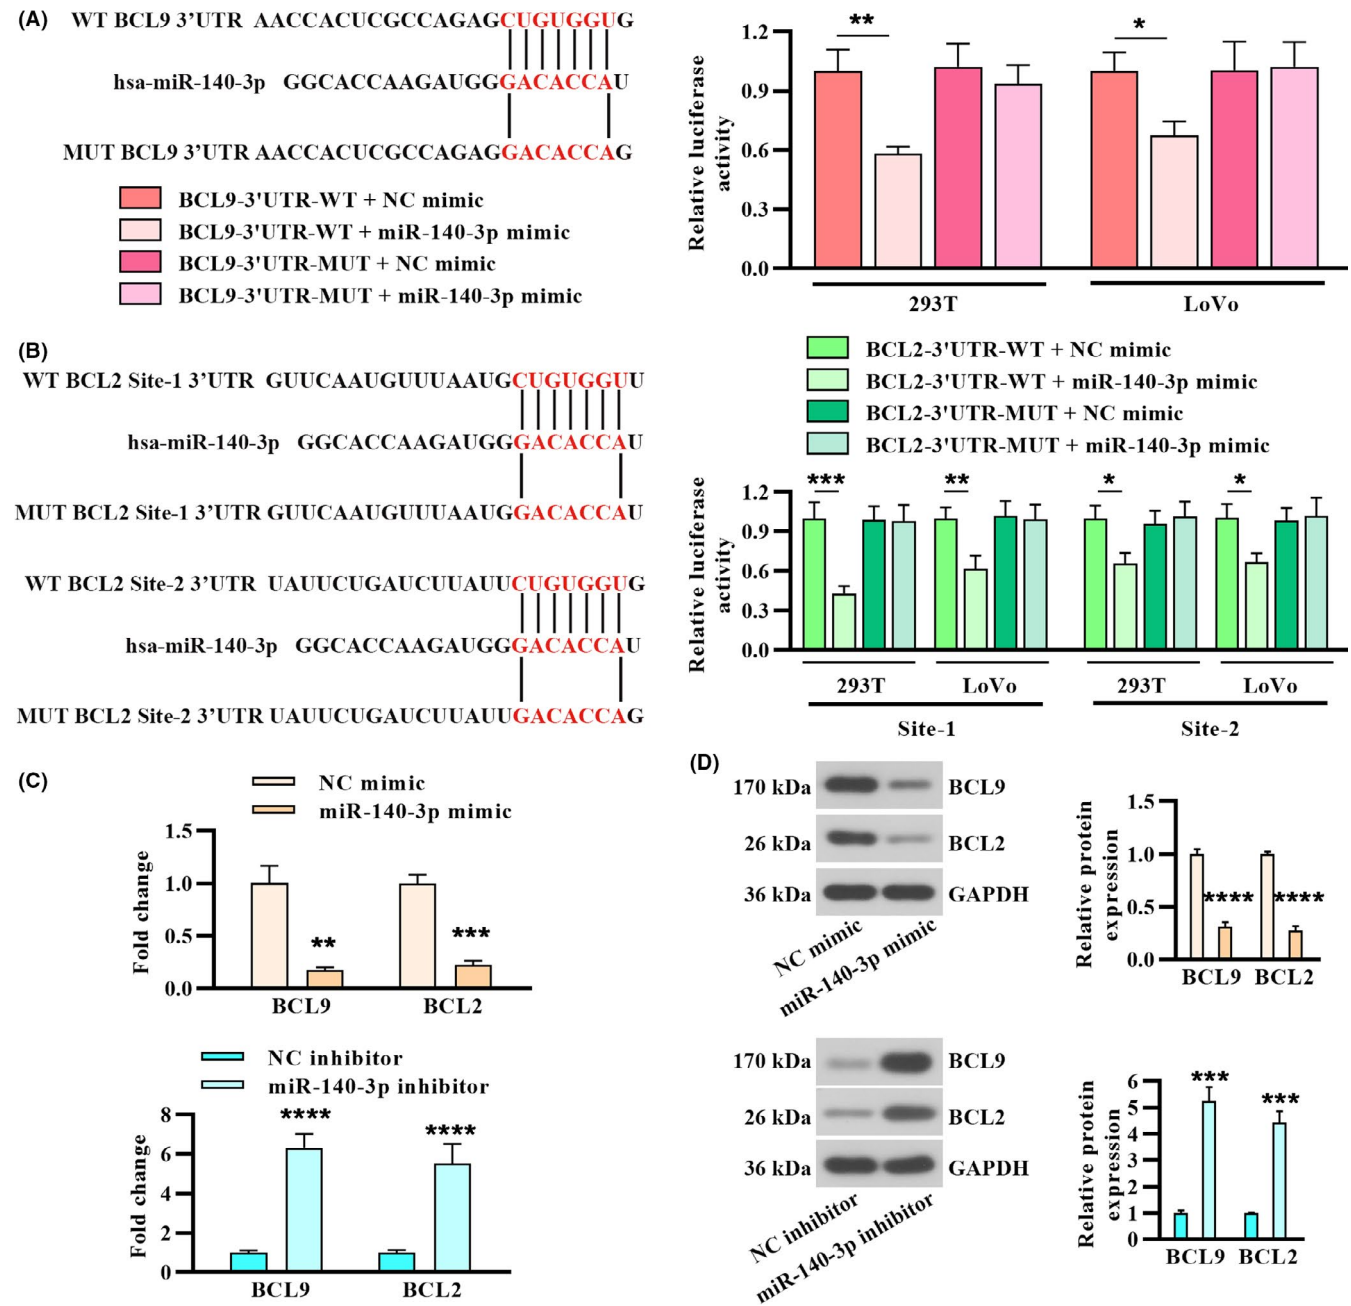 (A)
WT BCL9 3’UTR AACCACUCGCCAGAGCUGUGGUG
hsa-miR-140-3p GGCACCAAGAUGGGACACCAU
MUT BCL9 3’UTR AACCACUCGCCAGAGGACACCAG
BCL9-3'UTR-WT + NC mimic
BCL9-3'UTR-WT + miR-140-3p mimic
BCL9-3'UTR-MUT + NC mimic
BCL9-3'UTR-MUT + miR-140-3p mimic
Relative luciferase
activity
1.2
0.9
0.6
0.3
0.0
** *
293T LoVo
(B)
WT BCL2 Site-1 3’UTR GUUCAAUGUUUAAUGCUGUGGUU
hsa-miR-140-3p GGCACCAAGAUGGGACACCAU
MUT BCL2 Site-1 3’UTR GUUCAAUGUUUAAUGGACACCAU
WT BCL2 Site-2 3’UTR UAUUCUGAUCUUAUUCUGUGGUG
hsa-miR-140-3p GGCACCAAGAUGGGACACCAU
MUT BCL2 Site-2 3’UTR UAUUCUGAUCUUAUUGACACCAG
BCL2-3'UTR-WT + NC mimic
BCL2-3'UTR-WT + miR-140-3p mimic
BCL2-3'UTR-MUT + NC mimic
BCL2-3'UTR-MUT + miR-140-3p mimic
Relative luciferase
activity
1.2
0.9
0.6
0.3
0.0
*** ** * *
293T LoVo 293T LoVo
Site-1 Site-2
(C)
NC mimic
miR-140-3p mimic
Fold change
1.5
1.0
0.5
0.0
** ***
BCL9 BCL2
NC inhibitor
miR-140-3p inhibitor
Fold change
8
6
4
2
0
**** ****
BCL9 BCL2
(D)
170 kDa BCL9
26 kDa BCL2
36 kDa GAPDH
NC mimic
miR-140-3p mimic
Relative protein
expression
1.5
1.0
0.5
0.0
**** ****
BCL9 BCL2
170 kDa BCL9
26 kDa BCL2
36 kDa GAPDH
NC inhibitor
miR-140-3p inhibitor
Relative protein
expression
6
5
4
3
2
1
0
*** ***
BCL9 BCL2